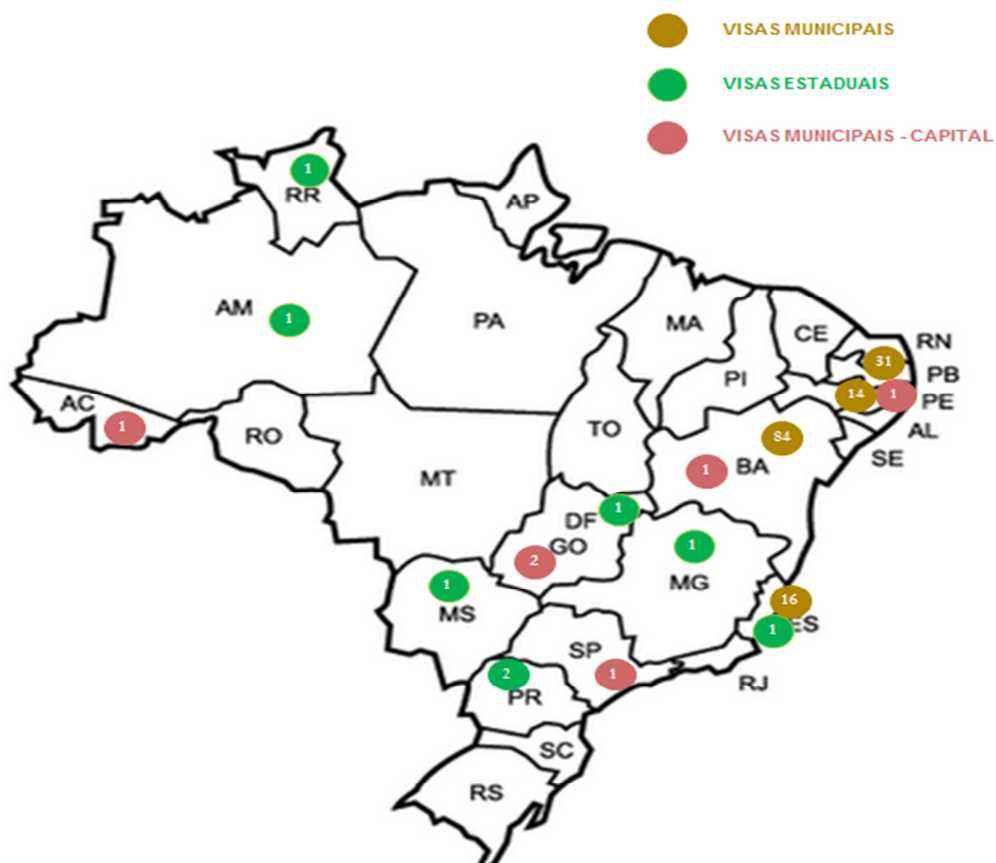 VISAS MUNICIPAIS
VISAS ESTADUAIS
VISAS MUNICIPAIS - CAPITAL
1
RR
AP
AM
1
PA
MA
CE
RN
31
PB
PI
14
1
PE
AC
1
RO
TO
84
AL
SE
MT
1
BA
1
DF
2
GO
1
MG
1
MS
16
ES
1
SP
2
1
PR
RJ
SC
RS